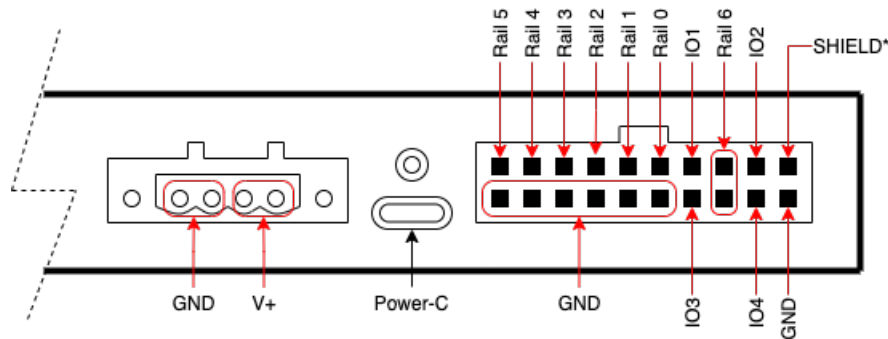 Rail 5
Rail 4
Rail 3
Rail 2
Rail 1
Rail 0
IO1
Rail 6
IO2
SHIELD*
GND
V+
Power-C
GND
IO3
IO4
GND